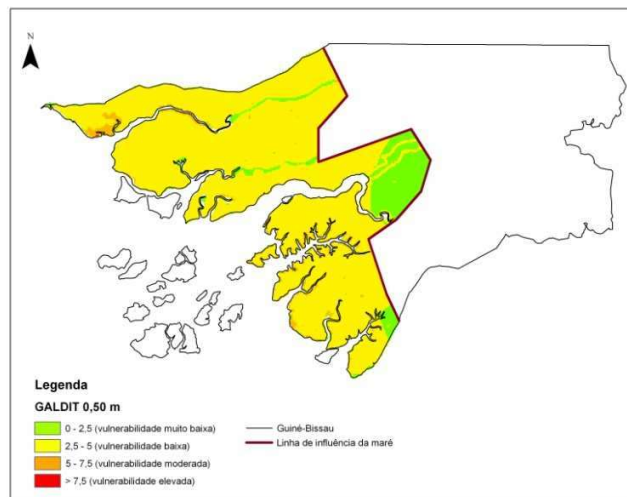 N
Legenda
GALDIT 0,50 m
0 - 2,5 (vulnerabilidade muito baixa)
2,5 - 5 (vulnerabilidade baixa)
5 - 7,5 (vulnerabilidade moderada)
> 7,5 (vulnerabilidade elevada)
Guiné-Bissau
Linha de influência da maré